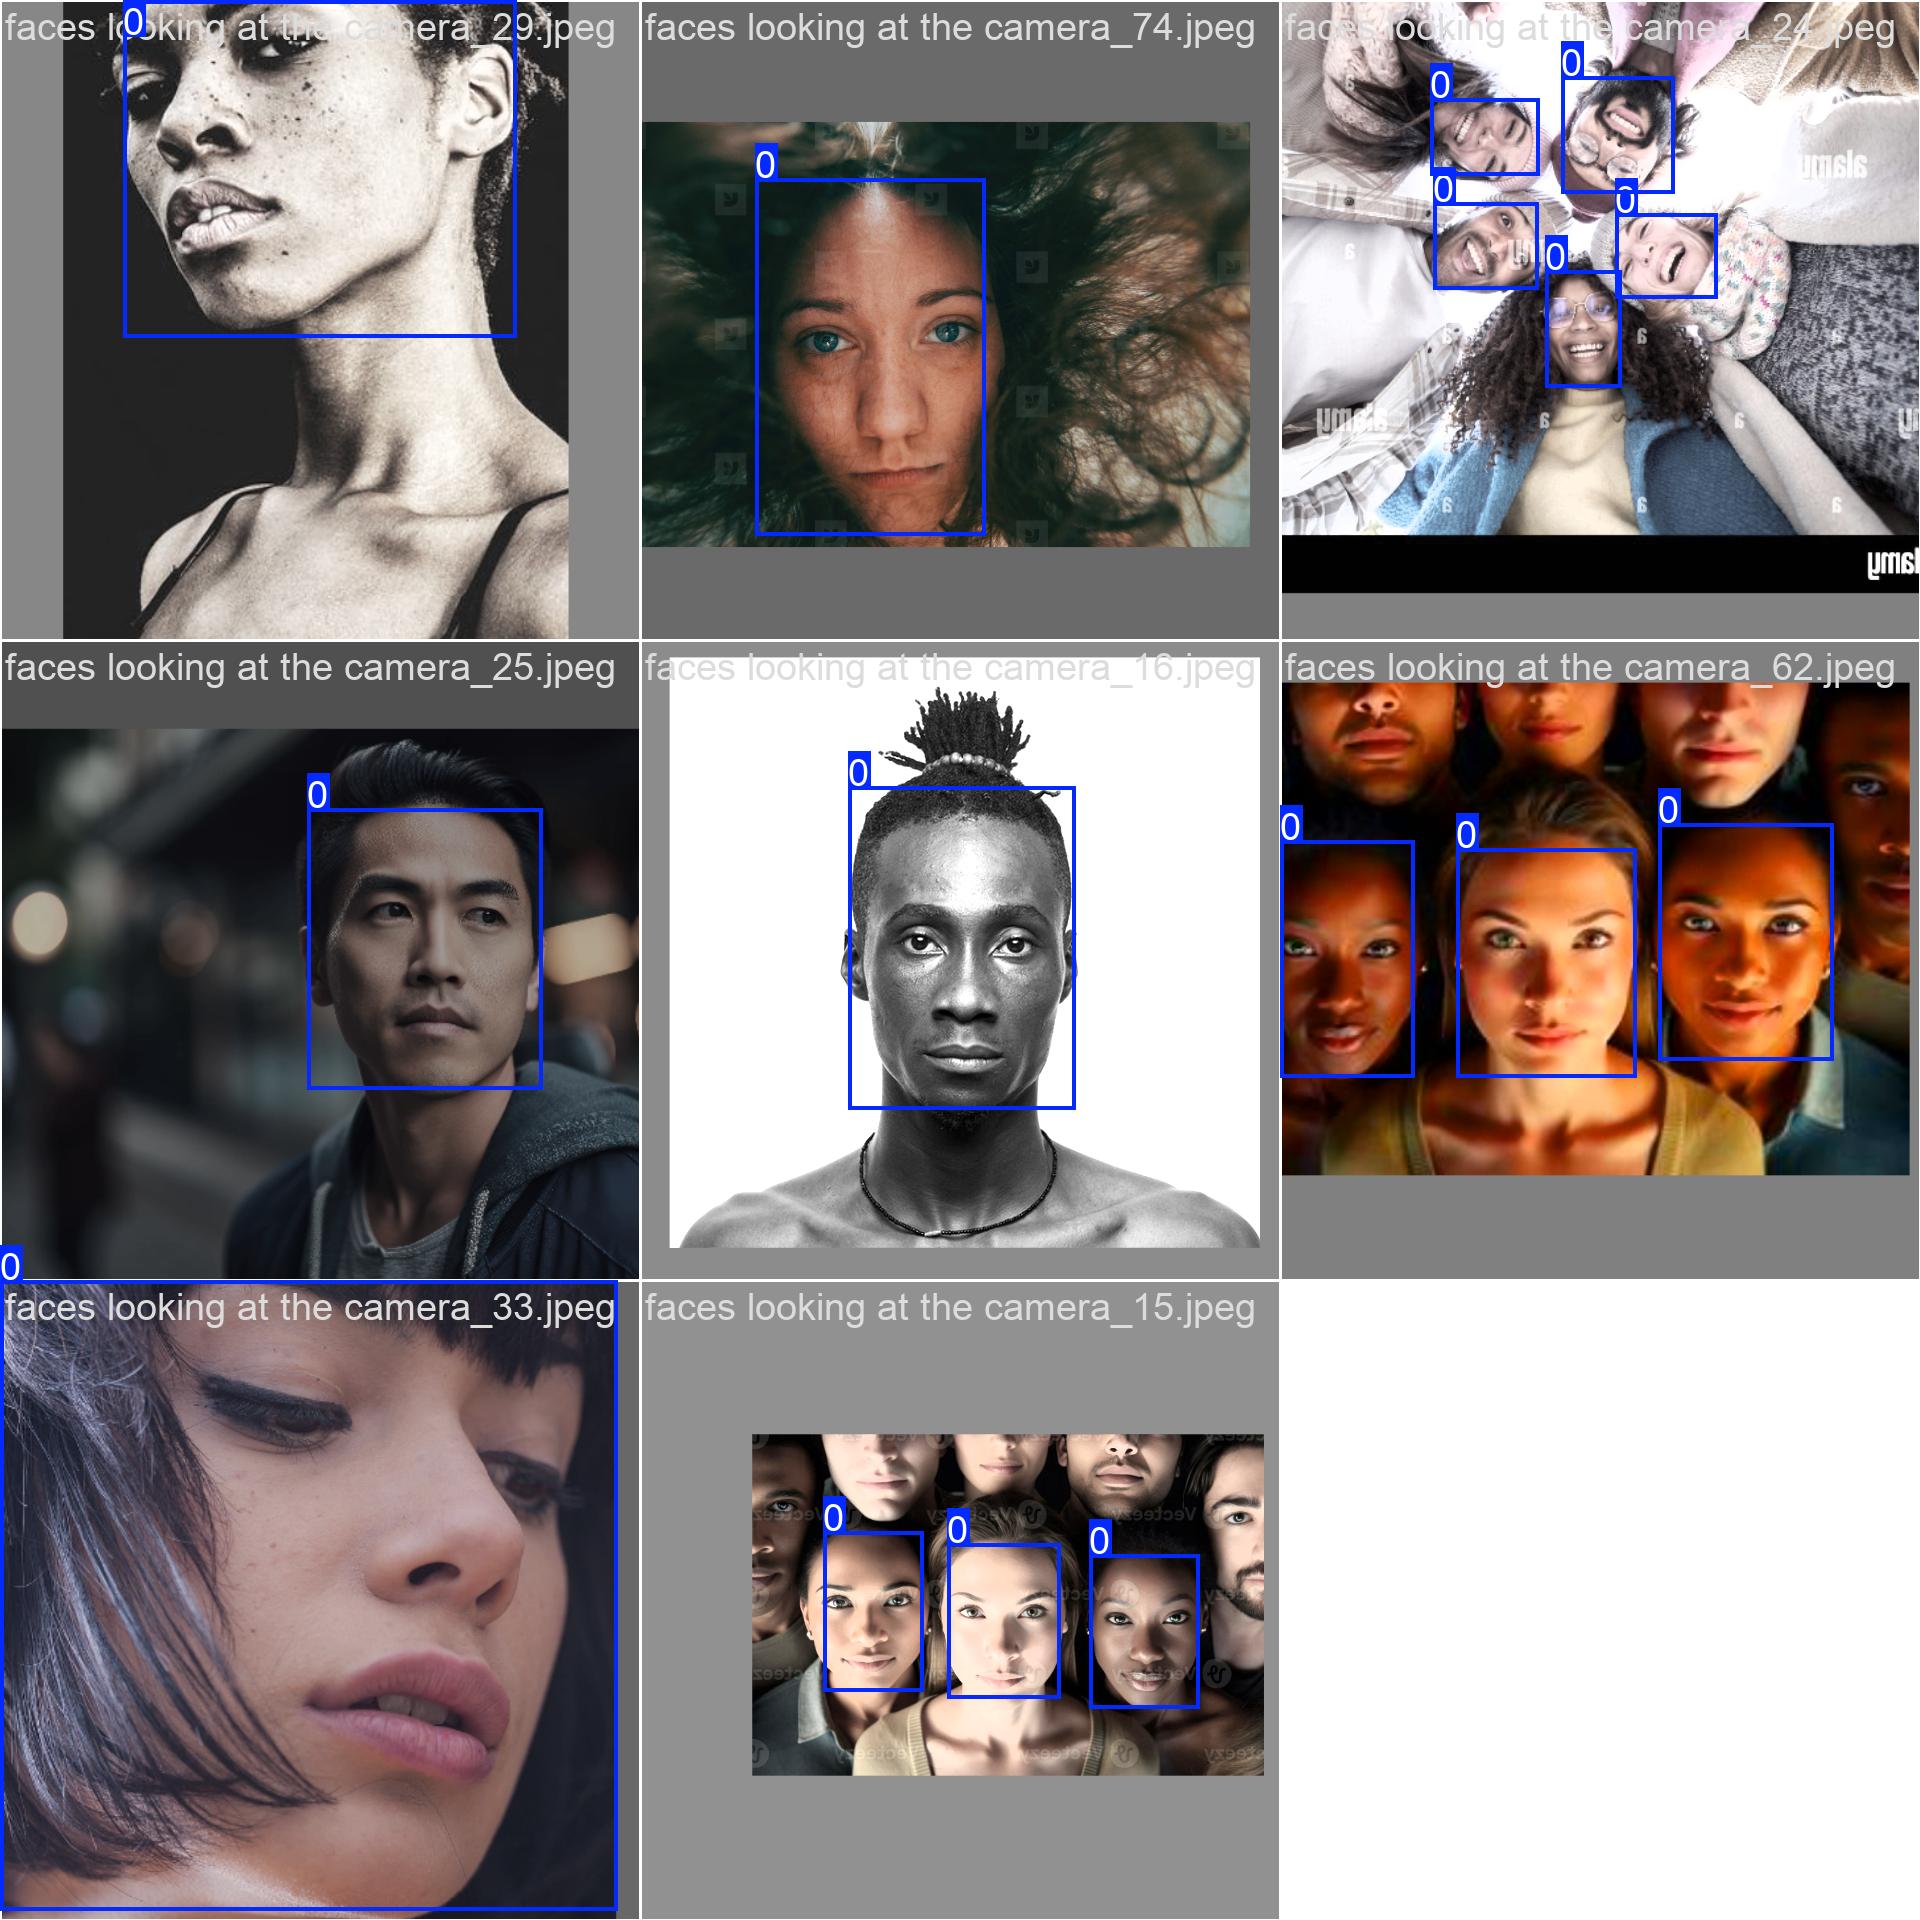 faces looking at the camera_29.jpeg
faces looking at the camera_74.jpeg
faces looking at the camera_24.jpeg
0
0
0
0
0
0
0
alamy
a
a
a
a
a
a
a
alamy
alamy
faces looking at the camera_25.jpeg
faces looking at the camera_16.jpeg
faces looking at the camera_62.jpeg
0
0
0
0
0
faces looking at the camera_33.jpeg
faces looking at the camera_15.jpeg
0
0
0
0
Vecteezy
Vecteezy
Vecteezy